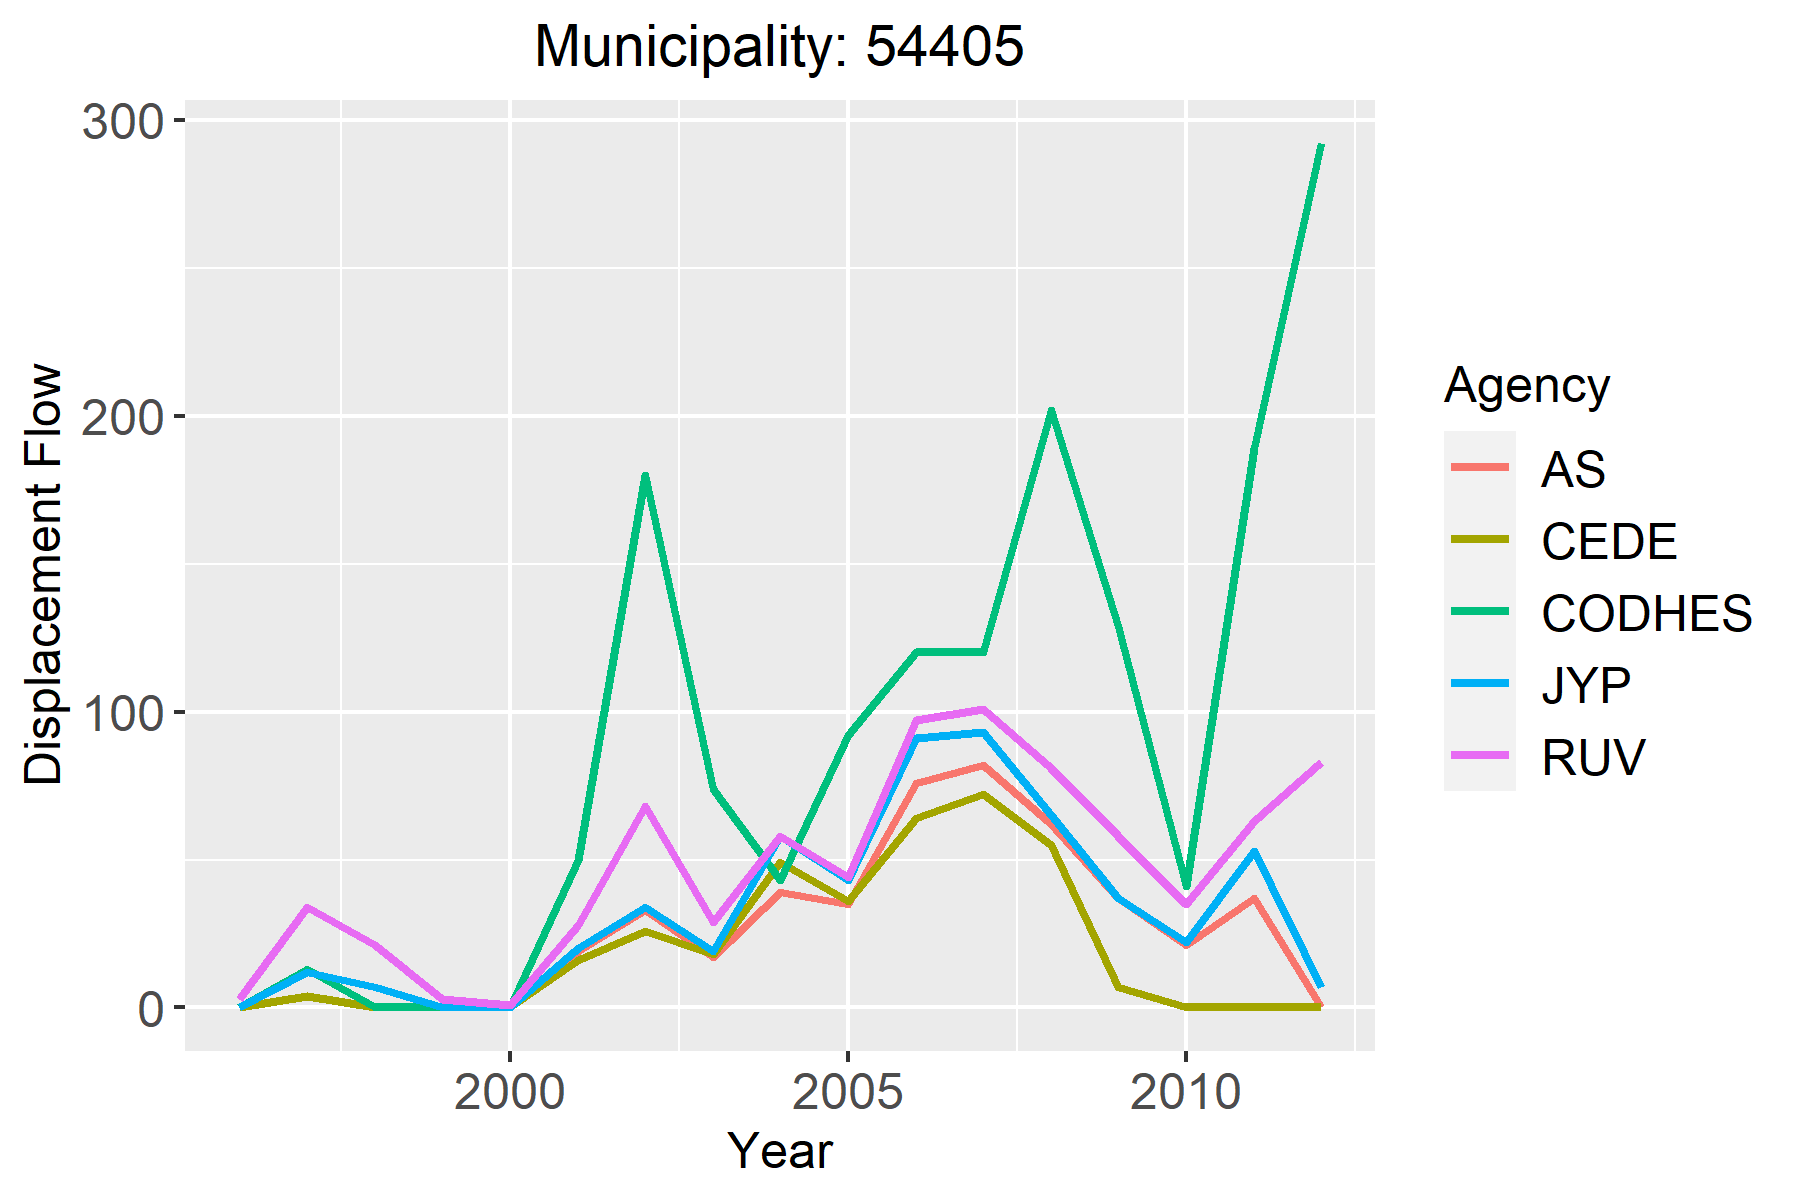 Municipality: 54405
300
200
100
0
Displacement Flow
2000 2005 2010
Year
Agency
AS
CEDE
CODHES
JYP
RUV